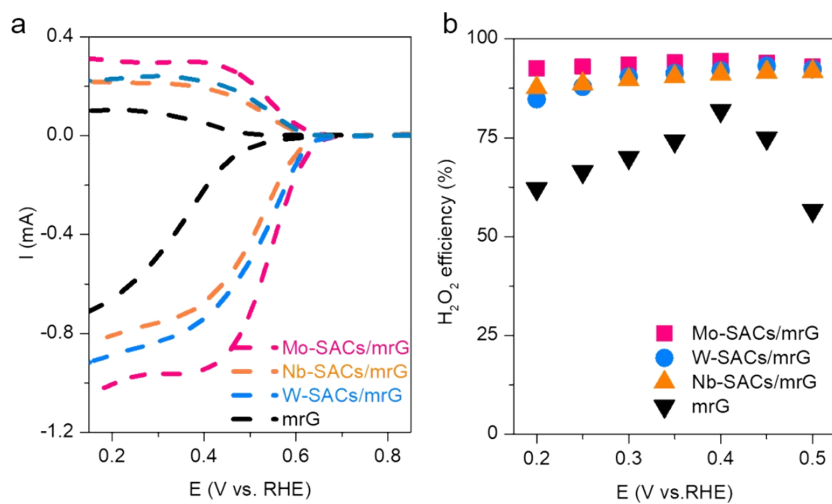 a
0.4
0.0
-0.4
-0.8
-1.2
I (mA)
Mo-SACs/mrG
Nb-SACs/mrG
W-SACs/mrG
mrG
0.2
0.4
0.6
0.8
E (V vs. RHE)
b
100
75
50
25
0
H₂O₂ efficiency (%)
Mo-SACs/mrG
W-SACs/mrG
Nb-SACs/mrG
mrG
0.2
0.3
0.4
0.5
E (V vs.RHE)